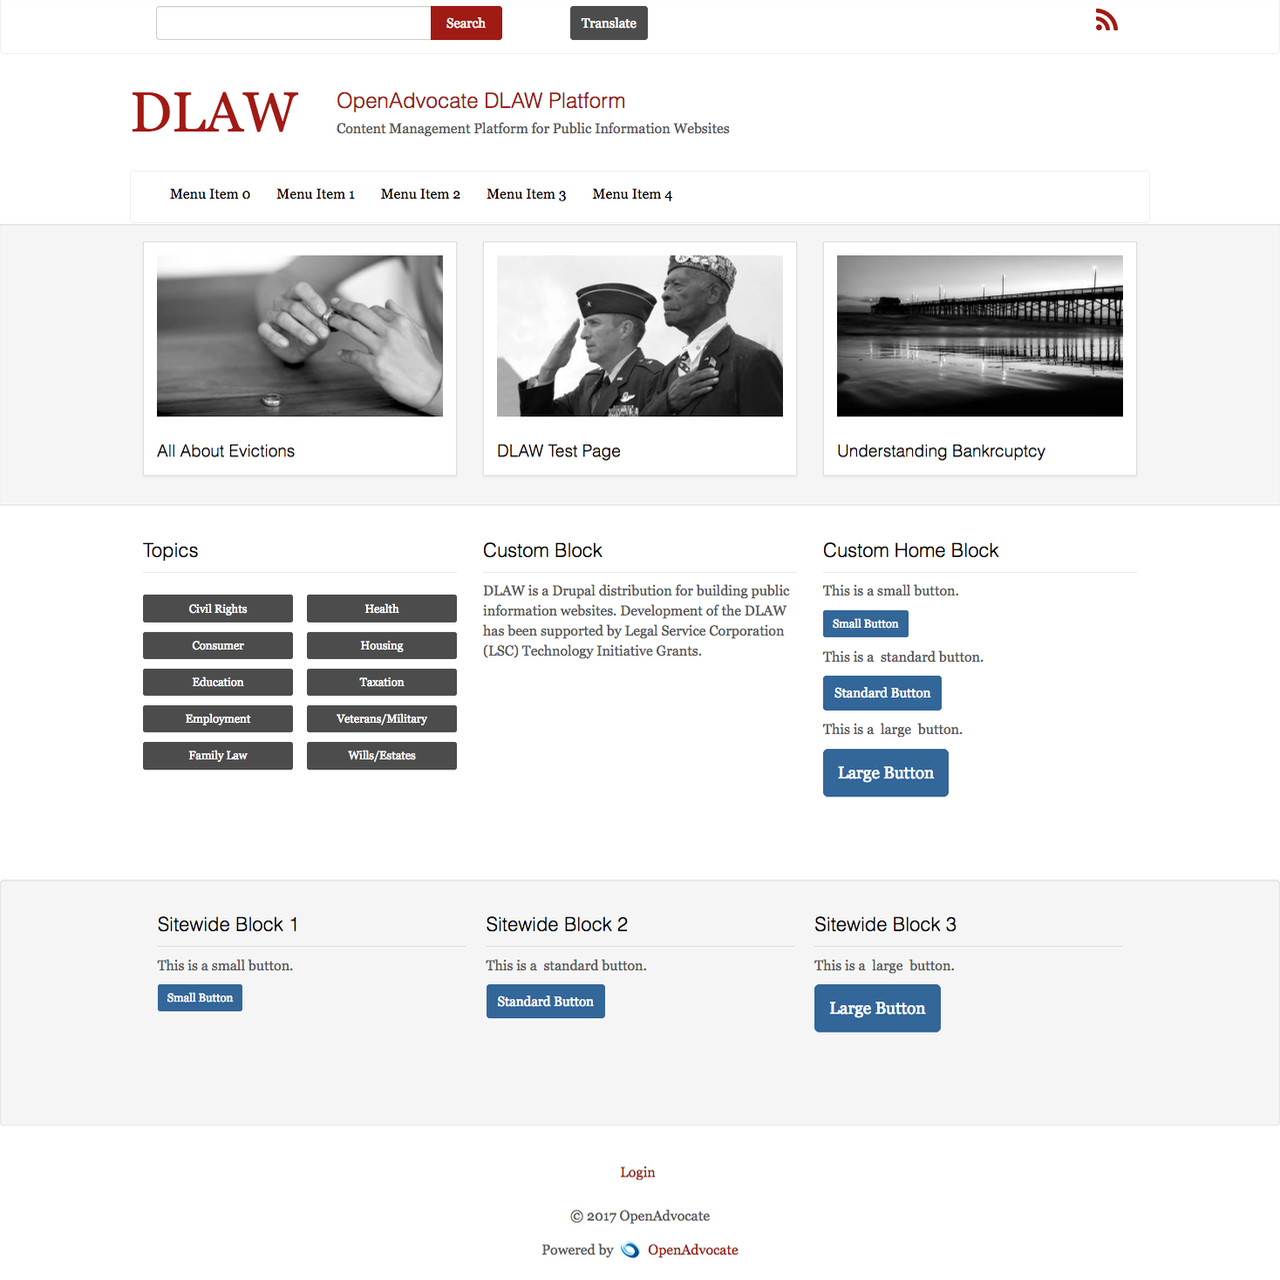 Search
Translate
DLAW
OpenAdvocate DLAW Platform
Content Management Platform for Public Information Websites
Menu Item 0
Menu Item 1
Menu Item 2
Menu Item 3
Menu Item 4
All About Evictions
DLAW Test Page
Understanding Bankrcuptcy
Topics
Civil Rights
Health
Consumer
Housing
Education
Taxation
Employment
Veterans/Military
Family Law
Wills/Estates
Custom Block
DLAW is a Drupal distribution for building public
information websites. Development of the DLAW
has been supported by Legal Service Corporation
(LSC) Technology Initiative Grants.
Custom Home Block
This is a small button.
Small Button
This is a standard button.
Standard Button
This is a large button.
Large Button
Sitewide Block 1
This is a small button.
Small Button
Sitewide Block 2
This is a standard button.
Standard Button
Sitewide Block 3
This is a large button.
Large Button
Login
© 2017 OpenAdvocate
Powered by OpenAdvocate